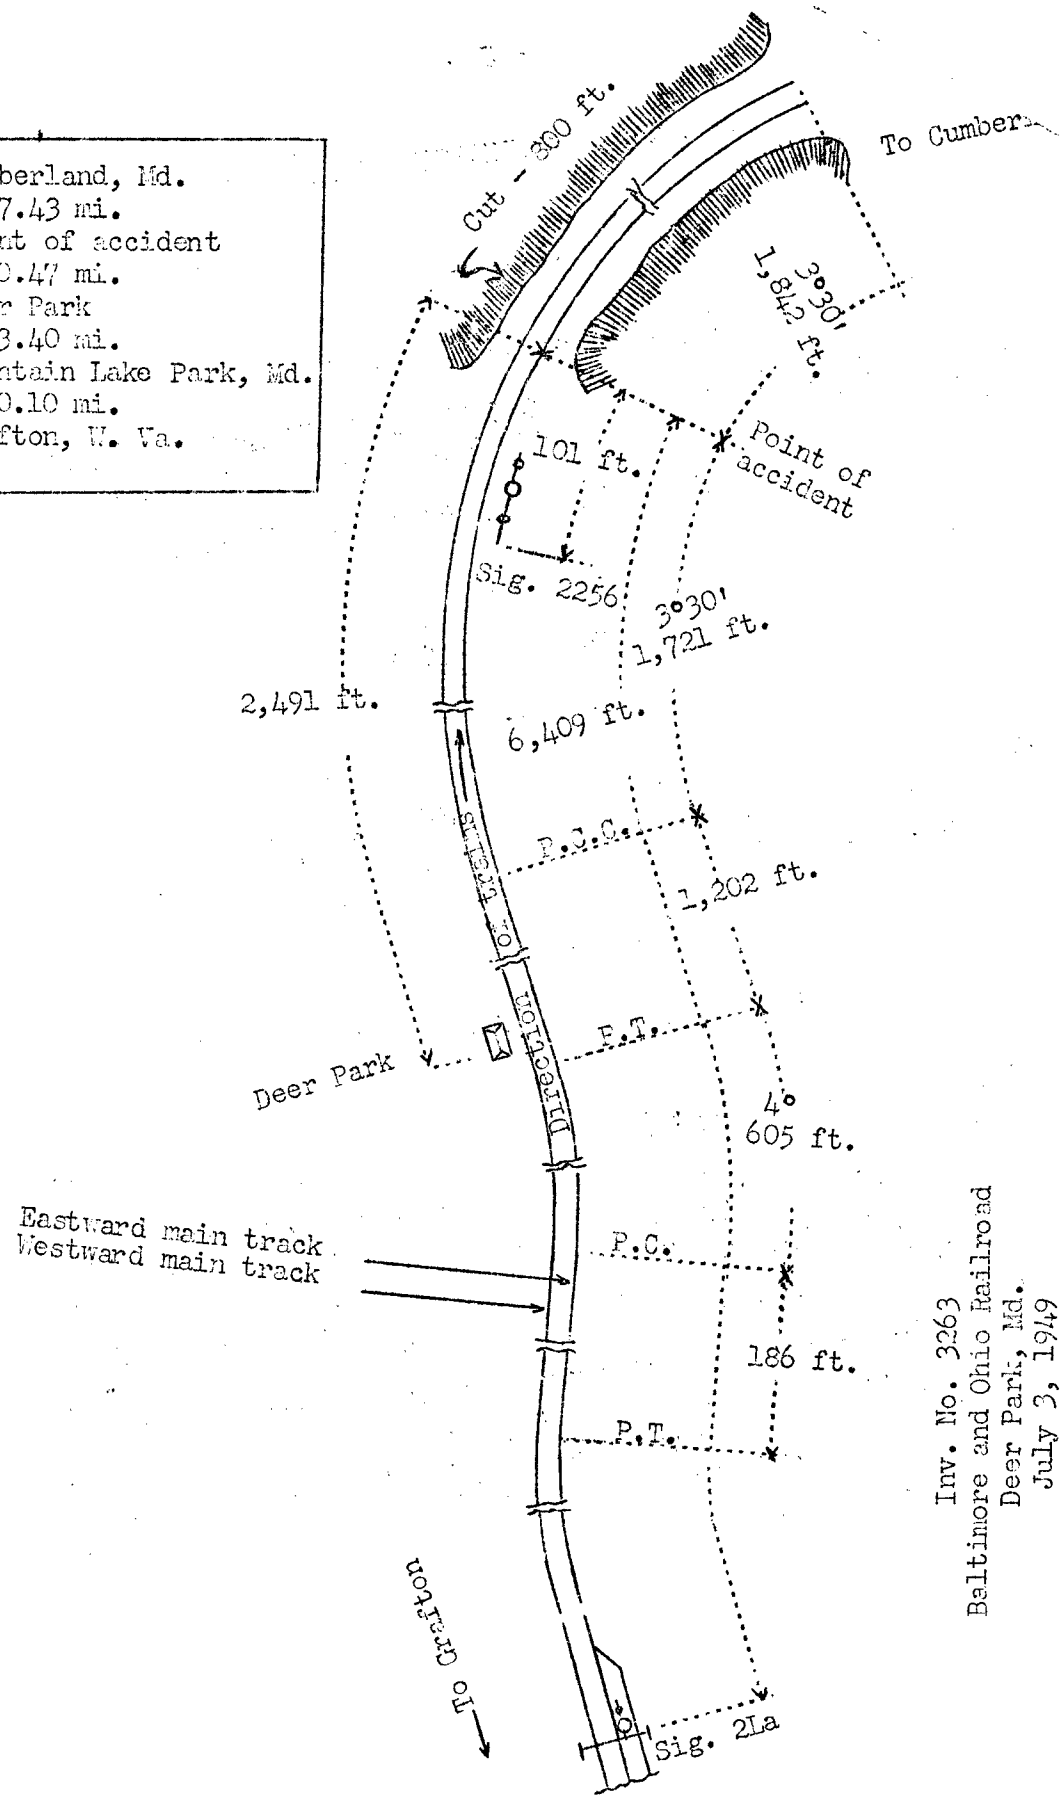 berland, Md.
7.43 mi.
nt of accident
0.47 mi.
r Park
3.40 mi.
ntain Lake Park, Md.
0.10 mi.
fton, W. Va.
Cut - 800 ft.
To Cumber
3°30'
1,842 ft.
Point of
accident
101 ft.
Sig. 2256
3°30'
1,721 ft.
2,491 ft.
6,409 ft.
P.C.C.
1,202 ft.
Direction of trains
Deer Park
P.T.
4°
605 ft.
Eastward main track
Westward main track
P.C.
186 ft.
P.T.
To Grafton
Sig. 2La
Inv. No. 3263
Baltimore and Ohio Railroad
Deer Park, Md.
July 3, 1949